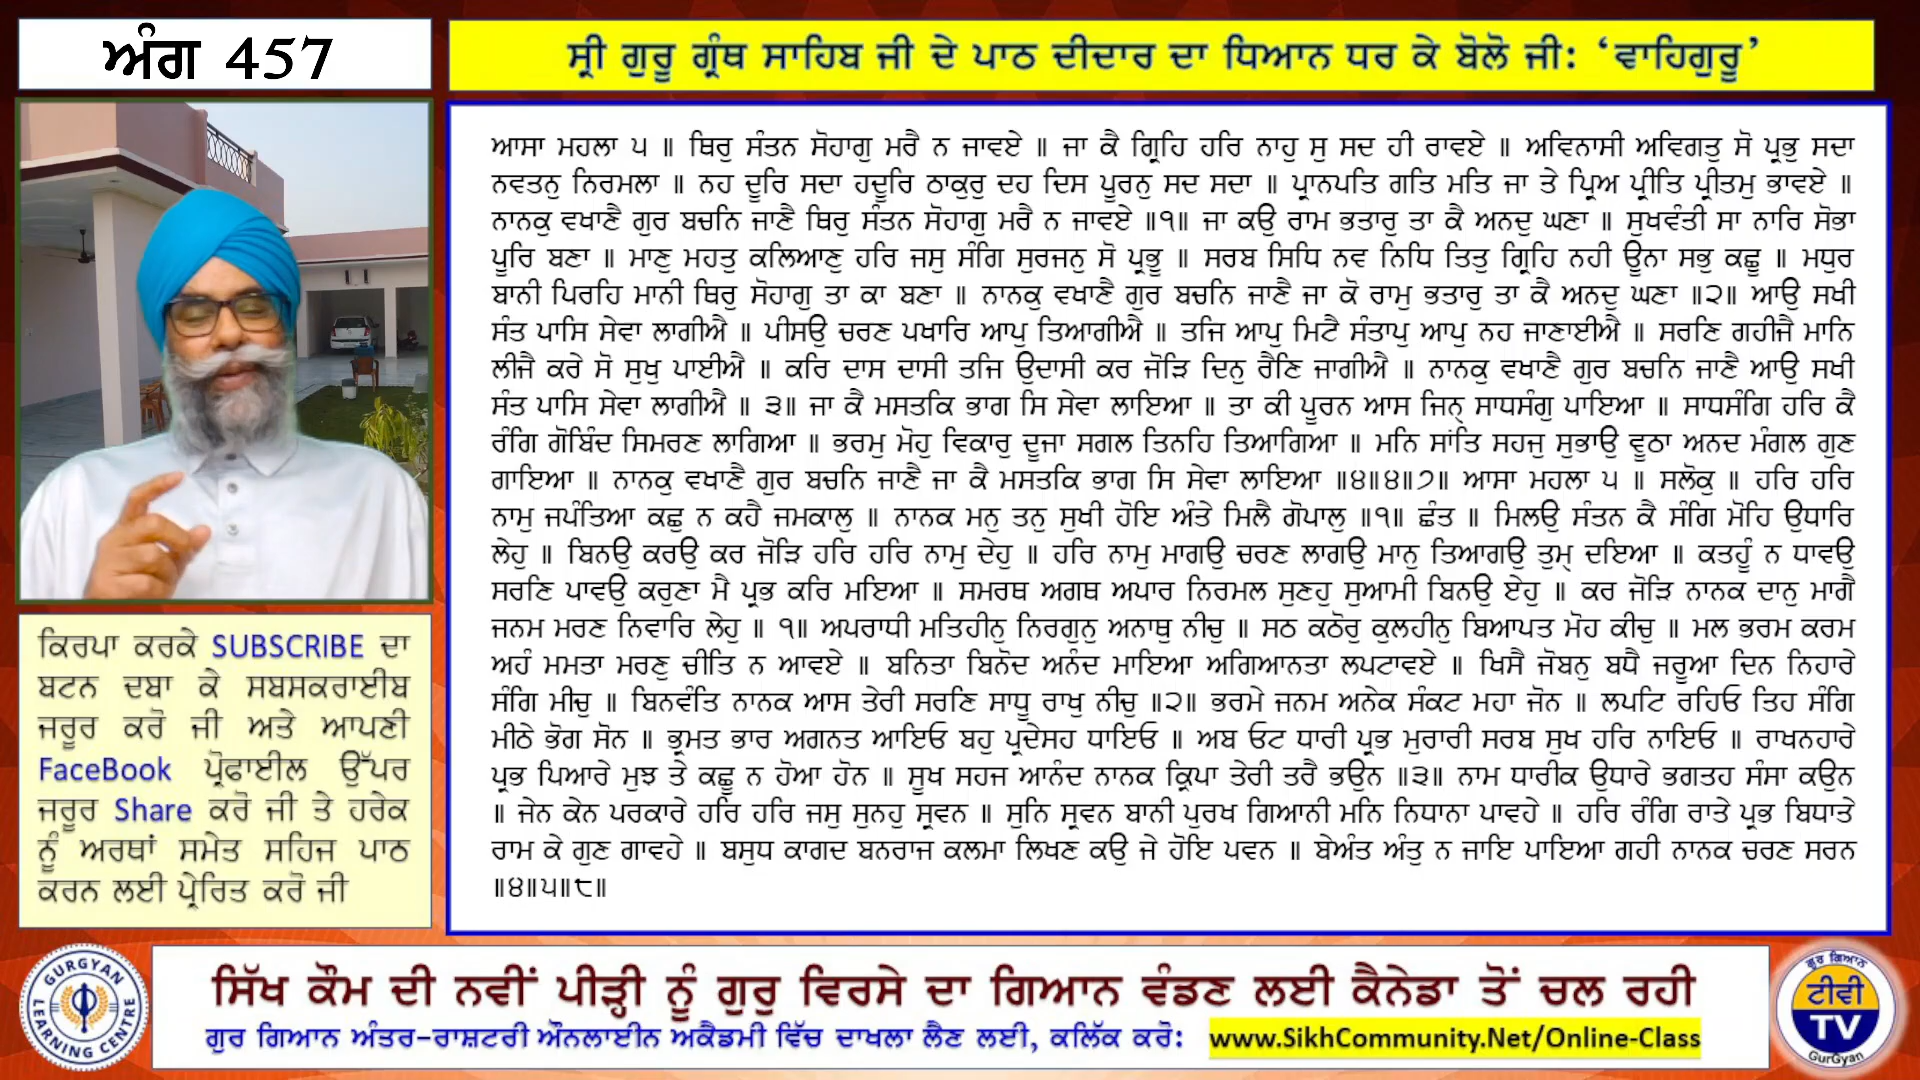 ਅੰਗ 457
ਸ੍ਰੀ ਗੁਰੂ ਗ੍ਰੰਥ ਸਾਹਿਬ ਜੀ ਦੇ ਪਾਠ ਦੀਦਾਰ ਦਾ ਧਿਆਨ ਧਰ ਕੇ ਬੋਲੋ ਜੀ: ‘ਵਾਹਿਗੁਰੂ’
ਆਸਾ ਮਹਲਾ ੫ ॥ ਥਿਰੁ ਸੰਤਨ ਸੋਹਾਗੁ ਮਰੈ ਨ ਜਾਵਏ ॥ ਜਾ ਕੈ ਗ੍ਰਿਹਿ ਹਰਿ ਨਾਹੁ ਸੁ ਸਦ ਹੀ ਰਾਵਏ ॥ ਅਵਿਨਾਸੀ ਅਵਿਗਤੁ ਸੋ ਪ੍ਰਭੁ ਸਦਾ
ਨਵਤਨੁ ਨਿਰਮਲਾ ॥ ਨਹ ਦੂਰਿ ਸਦਾ ਹਦੂਰਿ ਠਾਕੁਰੁ ਦਹ ਦਿਸ ਪੂਰਨੁ ਸਦ ਸਦਾ ॥ ਪ੍ਰਾਨਪਤਿ ਗਤਿ ਮਤਿ ਜਾ ਤੇ ਪ੍ਰਿਅ ਪ੍ਰੀਤਿ ਪ੍ਰੀਤਮੁ ਭਾਵਏ ॥
ਨਾਨਕੁ ਵਖਾਣੈ ਗੁਰ ਬਚਨਿ ਜਾਣੈ ਥਿਰੁ ਸੰਤਨ ਸੋਹਾਗੁ ਮਰੈ ਨ ਜਾਵਏ ॥੧॥ ਜਾ ਕਉ ਰਾਮ ਭਤਾਰੁ ਤਾ ਕੈ ਅਨਦੁ ਘਣਾ ॥ ਸੁਖਵੰਤੀ ਸਾ ਨਾਰਿ ਸੋਭਾ
ਪੂਰਿ ਬਣਾ ॥ ਮਾਣੁ ਮਹਤੁ ਕਲਿਆਣੁ ਹਰਿ ਜਸੁ ਸੰਗਿ ਸੁਰਜਨੁ ਸੋ ਪ੍ਰਭੂ ॥ ਸਰਬ ਸਿਧਿ ਨਵ ਨਿਧਿ ਤਿਤੁ ਗ੍ਰਿਹਿ ਨਹੀ ਊਨਾ ਸਭੁ ਕਛੂ ॥ ਮਧੁਰ
ਬਾਨੀ ਪਿਰਹਿ ਮਾਨੀ ਥਿਰੁ ਸੋਹਾਗੁ ਤਾ ਕਾ ਬਣਾ ॥ ਨਾਨਕੁ ਵਖਾਣੈ ਗੁਰ ਬਚਨਿ ਜਾਣੈ ਜਾ ਕੋ ਰਾਮੁ ਭਤਾਰੁ ਤਾ ਕੈ ਅਨਦੁ ਘਣਾ ॥੨॥ ਆਉ ਸਖੀ
ਸੰਤ ਪਾਸਿ ਸੇਵਾ ਲਾਗੀਐ ॥ ਪੀਸਉ ਚਰਣ ਪਖਾਰਿ ਆਪੁ ਤਿਆਗੀਐ ॥ ਤਜਿ ਆਪੁ ਮਿਟੈ ਸੰਤਾਪੁ ਆਪੁ ਨਹ ਜਾਣਾਈਐ ॥ ਸਰਣਿ ਗਹੀਜੈ ਮਾਨਿ
ਲੀਜੈ ਕਰੇ ਸੋ ਸੁਖੁ ਪਾਈਐ ॥ ਕਰਿ ਦਾਸ ਦਾਸੀ ਤਜਿ ਉਦਾਸੀ ਕਰ ਜੋੜਿ ਦਿਨੁ ਰੈਣਿ ਜਾਗੀਐ ॥ ਨਾਨਕੁ ਵਖਾਣੈ ਗੁਰ ਬਚਨਿ ਜਾਣੈ ਆਉ ਸਖੀ
ਸੰਤ ਪਾਸਿ ਸੇਵਾ ਲਾਗੀਐ ॥ ੩॥ ਜਾ ਕੈ ਮਸਤਕਿ ਭਾਗ ਸਿ ਸੇਵਾ ਲਾਇਆ ॥ ਤਾ ਕੀ ਪੂਰਨ ਆਸ ਜਿਨ੍ ਸਾਧਸੰਗੁ ਪਾਇਆ ॥ ਸਾਧਸੰਗਿ ਹਰਿ ਕੈ
ਰੰਗਿ ਗੋਬਿੰਦ ਸਿਮਰਣ ਲਾਗਿਆ ॥ ਭਰਮੁ ਮੋਹੁ ਵਿਕਾਰੁ ਦੂਜਾ ਸਗਲ ਤਿਨਹਿ ਤਿਆਗਿਆ ॥ ਮਨਿ ਸਾਂਤਿ ਸਹਜੁ ਸੁਭਾਉ ਵੂਠਾ ਅਨਦ ਮੰਗਲ ਗੁਣ
ਗਾਇਆ ॥ ਨਾਨਕੁ ਵਖਾਣੈ ਗੁਰ ਬਚਨਿ ਜਾਣੈ ਜਾ ਕੈ ਮਸਤਕਿ ਭਾਗ ਸਿ ਸੇਵਾ ਲਾਇਆ ॥੪॥੪॥੭॥ ਆਸਾ ਮਹਲਾ ੫ ॥ ਸਲੋਕੁ ॥ ਹਰਿ ਹਰਿ
ਨਾਮੁ ਜਪੰਤਿਆ ਕਛੁ ਨ ਕਹੈ ਜਮਕਾਲੁ ॥ ਨਾਨਕ ਮਨੁ ਤਨੁ ਸੁਖੀ ਹੋਇ ਅੰਤੇ ਮਿਲੈ ਗੋਪਾਲੁ ॥੧॥ ਛੰਤ ॥ ਮਿਲਉ ਸੰਤਨ ਕੈ ਸੰਗਿ ਮੋਹਿ ਉਧਾਰਿ
ਲੇਹੁ ॥ ਬਿਨਉ ਕਰਉ ਕਰ ਜੋੜਿ ਹਰਿ ਹਰਿ ਨਾਮੁ ਦੇਹੁ ॥ ਹਰਿ ਨਾਮੁ ਮਾਗਉ ਚਰਣ ਲਾਗਉ ਮਾਨੁ ਤਿਆਗਉ ਤੁਮ੍ ਦਇਆ ॥ ਕਤਹੂੰ ਨ ਧਾਵਉ
ਸਰਣਿ ਪਾਵਉ ਕਰੁਣਾ ਮੈ ਪ੍ਰਭ ਕਰਿ ਮਇਆ ॥ ਸਮਰਥ ਅਗਥ ਅਪਾਰ ਨਿਰਮਲ ਸੁਣਹੁ ਸੁਆਮੀ ਬਿਨਉ ਏਹੁ ॥ ਕਰ ਜੋੜਿ ਨਾਨਕ ਦਾਨੁ ਮਾਗੈ
ਜਨਮ ਮਰਣ ਨਿਵਾਰਿ ਲੇਹੁ ॥ ੧॥ ਅਪਰਾਧੀ ਮਤਿਹੀਨੁ ਨਿਰਗੁਨੁ ਅਨਾਥੁ ਨੀਚੁ ॥ ਸਠ ਕਠੋਰੁ ਕੁਲਹੀਨੁ ਬਿਆਪਤ ਮੋਹ ਕੀਚੁ ॥ ਮਲ ਭਰਮ ਕਰਮ
ਅਹੰ ਮਮਤਾ ਮਰਣੁ ਚੀਤਿ ਨ ਆਵਏ ॥ ਬਨਿਤਾ ਬਿਨੋਦ ਅਨੰਦ ਮਾਇਆ ਅਗਿਆਨਤਾ ਲਪਟਾਵਏ ॥ ਖਿਸੈ ਜੋਬਨੁ ਬਧੈ ਜਰੂਆ ਦਿਨ ਨਿਹਾਰੇ
ਸੰਗਿ ਮੀਚੁ ॥ ਬਿਨਵੰਤਿ ਨਾਨਕ ਆਸ ਤੇਰੀ ਸਰਣਿ ਸਾਧੂ ਰਾਖੁ ਨੀਚੁ ॥੨॥ ਭਰਮੇ ਜਨਮ ਅਨੇਕ ਸੰਕਟ ਮਹਾ ਜੋਨ ॥ ਲਪਟਿ ਰਹਿਓ ਤਿਹ ਸੰਗਿ
ਮੀਠੇ ਭੋਗ ਸੋਨ ॥ ਭ੍ਰਮਤ ਭਾਰ ਅਗਨਤ ਆਇਓ ਬਹੁ ਪ੍ਰਦੇਸਹ ਧਾਇਓ ॥ ਅਬ ਓਟ ਧਾਰੀ ਪ੍ਰਭ ਮੁਰਾਰੀ ਸਰਬ ਸੁਖ ਹਰਿ ਨਾਇਓ ॥ ਰਾਖਨਹਾਰੇ
ਪ੍ਰਭ ਪਿਆਰੇ ਮੁਝ ਤੇ ਕਛੂ ਨ ਹੋਆ ਹੋਨ ॥ ਸੂਖ ਸਹਜ ਆਨੰਦ ਨਾਨਕ ਕ੍ਰਿਪਾ ਤੇਰੀ ਤਰੈ ਭਉਨ ॥੩॥ ਨਾਮ ਧਾਰੀਕ ਉਧਾਰੇ ਭਗਤਹ ਸੰਸਾ ਕਉਨ
॥ ਜੇਨ ਕੇਨ ਪਰਕਾਰੇ ਹਰਿ ਹਰਿ ਜਸੁ ਸੁਨਹੁ ਸ੍ਰਵਨ ॥ ਸੁਨਿ ਸ੍ਰਵਨ ਬਾਨੀ ਪੁਰਖ ਗਿਆਨੀ ਮਨਿ ਨਿਧਾਨਾ ਪਾਵਹੇ ॥ ਹਰਿ ਰੰਗਿ ਰਾਤੇ ਪ੍ਰਭ ਬਿਧਾਤੇ
ਰਾਮ ਕੇ ਗੁਣ ਗਾਵਹੇ ॥ ਬਸੁਧ ਕਾਗਦ ਬਨਰਾਜ ਕਲਮਾ ਲਿਖਣ ਕਉ ਜੇ ਹੋਇ ਪਵਨ ॥ ਬੇਅੰਤ ਅੰਤੁ ਨ ਜਾਇ ਪਾਇਆ ਗਹੀ ਨਾਨਕ ਚਰਣ ਸਰਨ
॥੪॥੫॥੮॥
ਕਿਰਪਾ ਕਰਕੇ SUBSCRIBE ਦਾ
ਬਟਨ ਦਬਾ ਕੇ ਸਬਸਕਰਾਈਬ
ਜਰੂਰ ਕਰੋ ਜੀ ਅਤੇ ਆਪਣੀ
FaceBook ਪ੍ਰੋਫਾਈਲ ਉੱਪਰ
ਜਰੂਰ Share ਕਰੋ ਜੀ ਤੇ ਹਰੇਕ
ਨੂੰ ਅਰਥਾਂ ਸਮੇਤ ਸਹਿਜ ਪਾਠ
ਕਰਨ ਲਈ ਪ੍ਰੇਰਿਤ ਕਰੋ ਜੀ
GURGYAN
LEARNING CENTRE
ਸਿੱਖ ਕੌਮ ਦੀ ਨਵੀਂ ਪੀੜ੍ਹੀ ਨੂੰ ਗੁਰੁ ਵਿਰਸੇ ਦਾ ਗਿਆਨ ਵੰਡਣ ਲਈ ਕੈਨੇਡਾ ਤੋਂ ਚਲ ਰਹੀ
ਗੁਰ ਗਿਆਨ ਅੰਤਰ-ਰਾਸ਼ਟਰੀ ਔਨਲਾਈਨ ਅਕੈਡਮੀ ਵਿੱਚ ਦਾਖਲਾ ਲੈਣ ਲਈ, ਕਲਿੱਕ ਕਰੋ: www.SikhCommunity.Net/Online-Class
ਗੁਰ ਗਿਆਨ
ਟੀਵੀ
TV
GurGyan